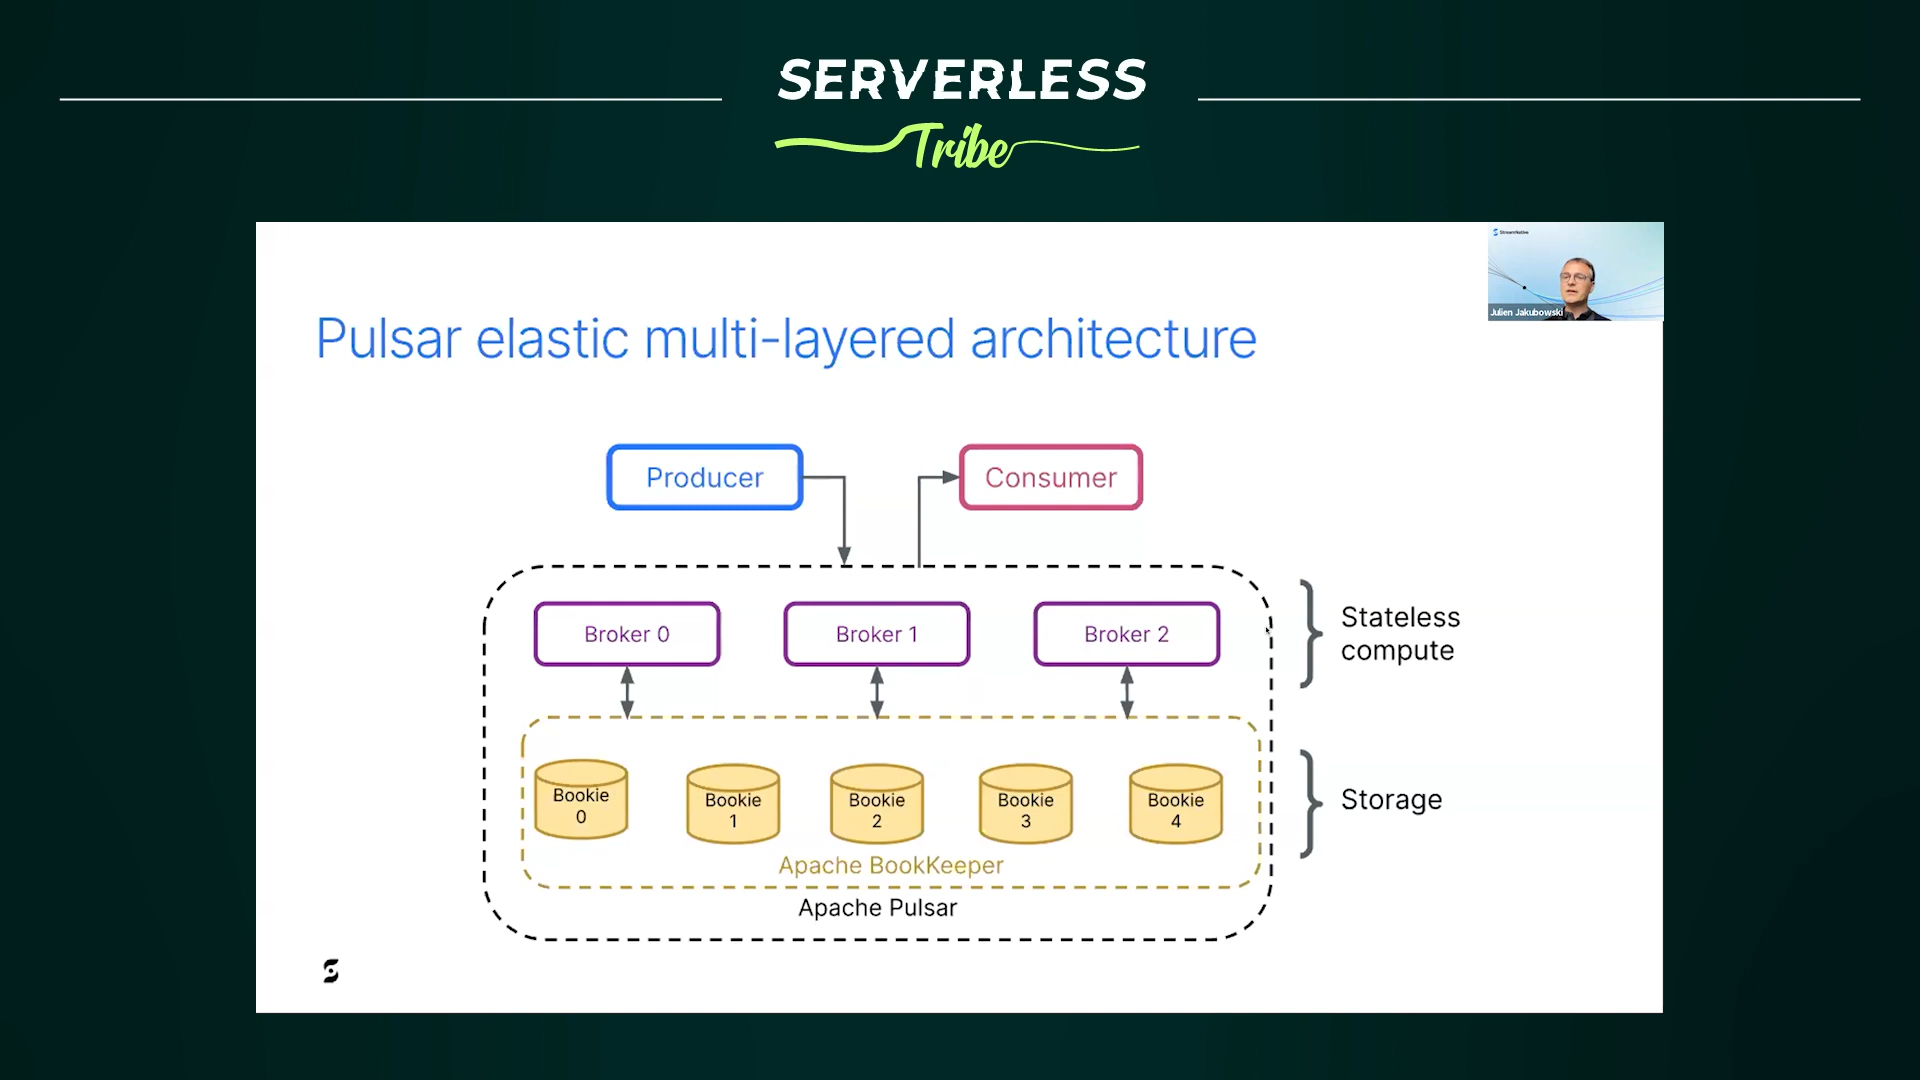 SERVERLESS
Tribe
StreamNative
Julien Jakubowski
Pulsar elastic multi-layered architecture
Producer
Consumer
Broker 0
Broker 1
Broker 2
Stateless
compute
Bookie
0
Bookie
1
Bookie
2
Bookie
3
Bookie
4
Storage
Apache BookKeeper
Apache Pulsar